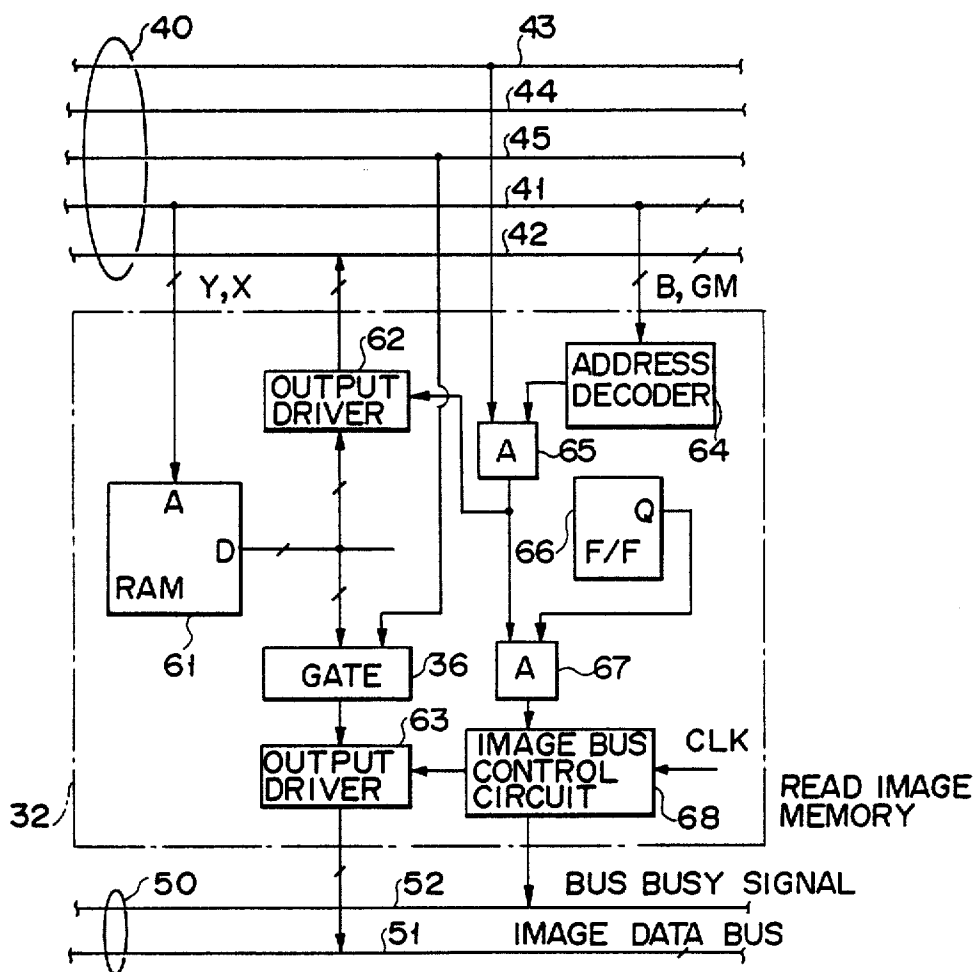 40
43
44
45
41
42
Y,X
B, GM
62
OUTPUT
DRIVER
ADDRESS
DECODER
A
65
64
A
D
RAM
61
66
Q
F/F
GATE
36
A
67
63
OUTPUT
DRIVER
IMAGE BUS
CONTROL
CIRCUIT
CLK
68
32
READ IMAGE
MEMORY
50
52
BUS BUSY SIGNAL
51
IMAGE DATA BUS